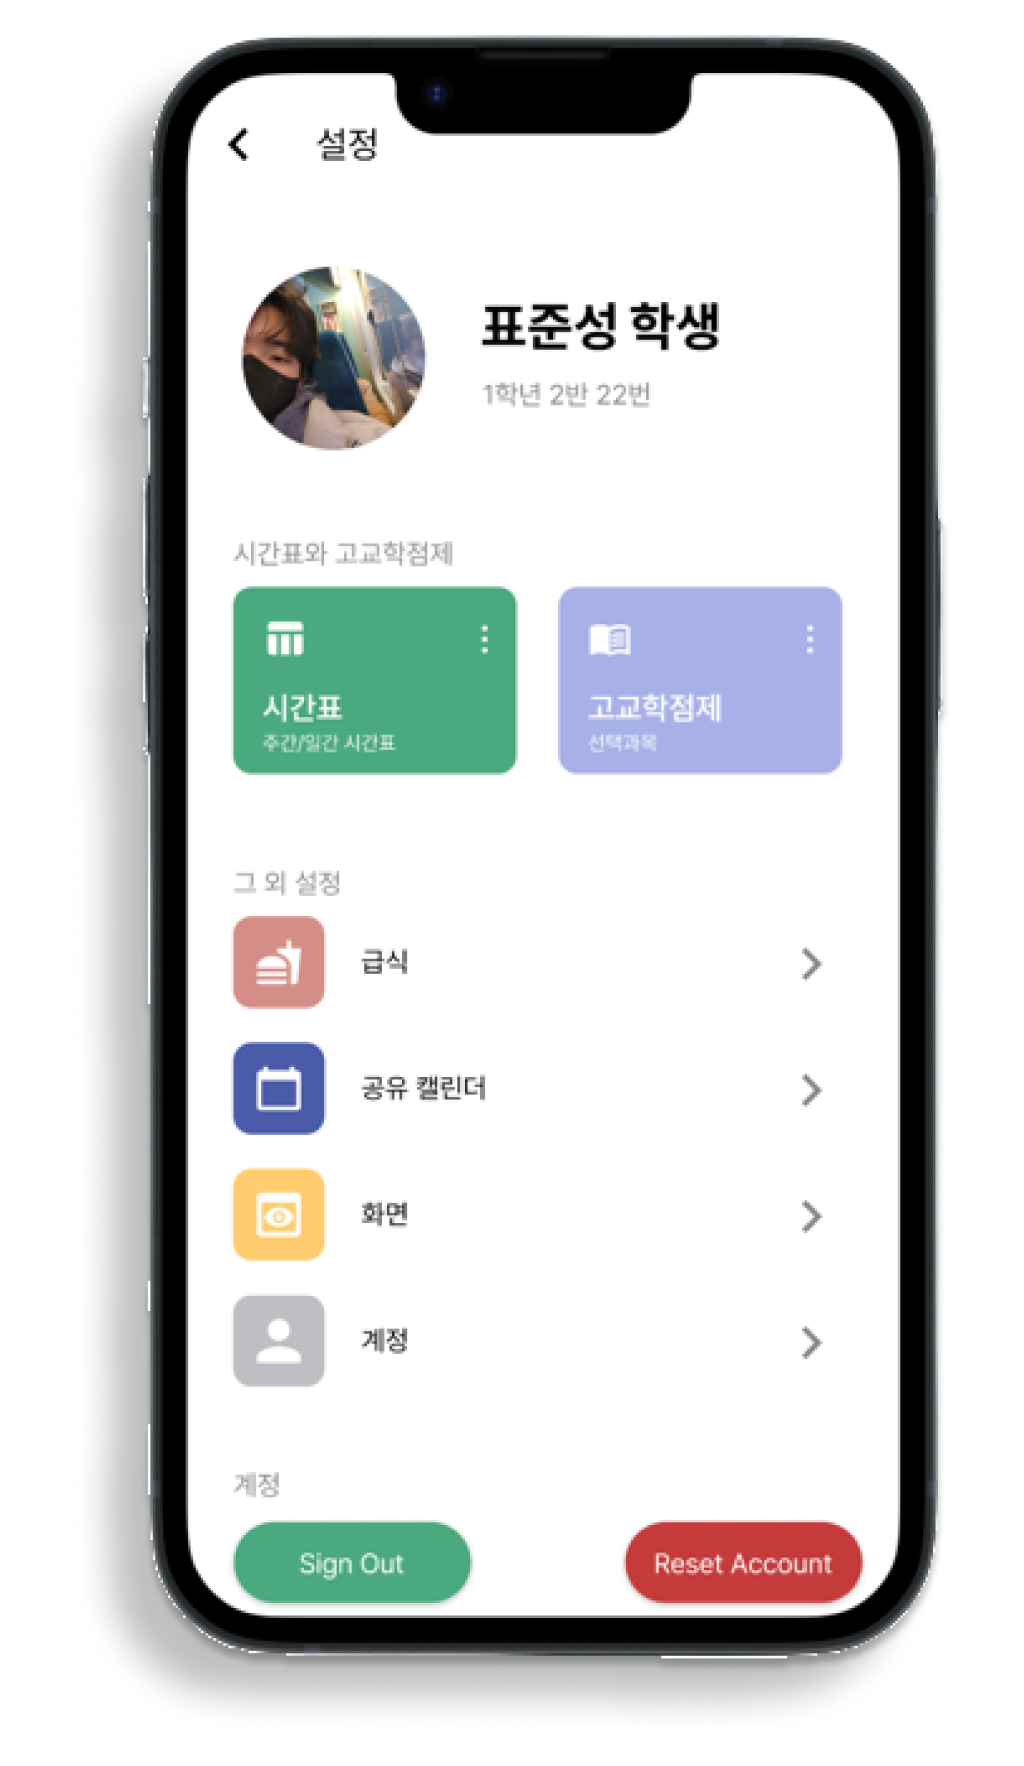 설정
표준성 학생
1학년 2반 22번
시간표와 고교학점제
시간표
주간/일간 시간표
고교학점제
선택과목
그 외 설정
급식
공유 캘린더
화면
계정
계정
Sign Out
Reset Account